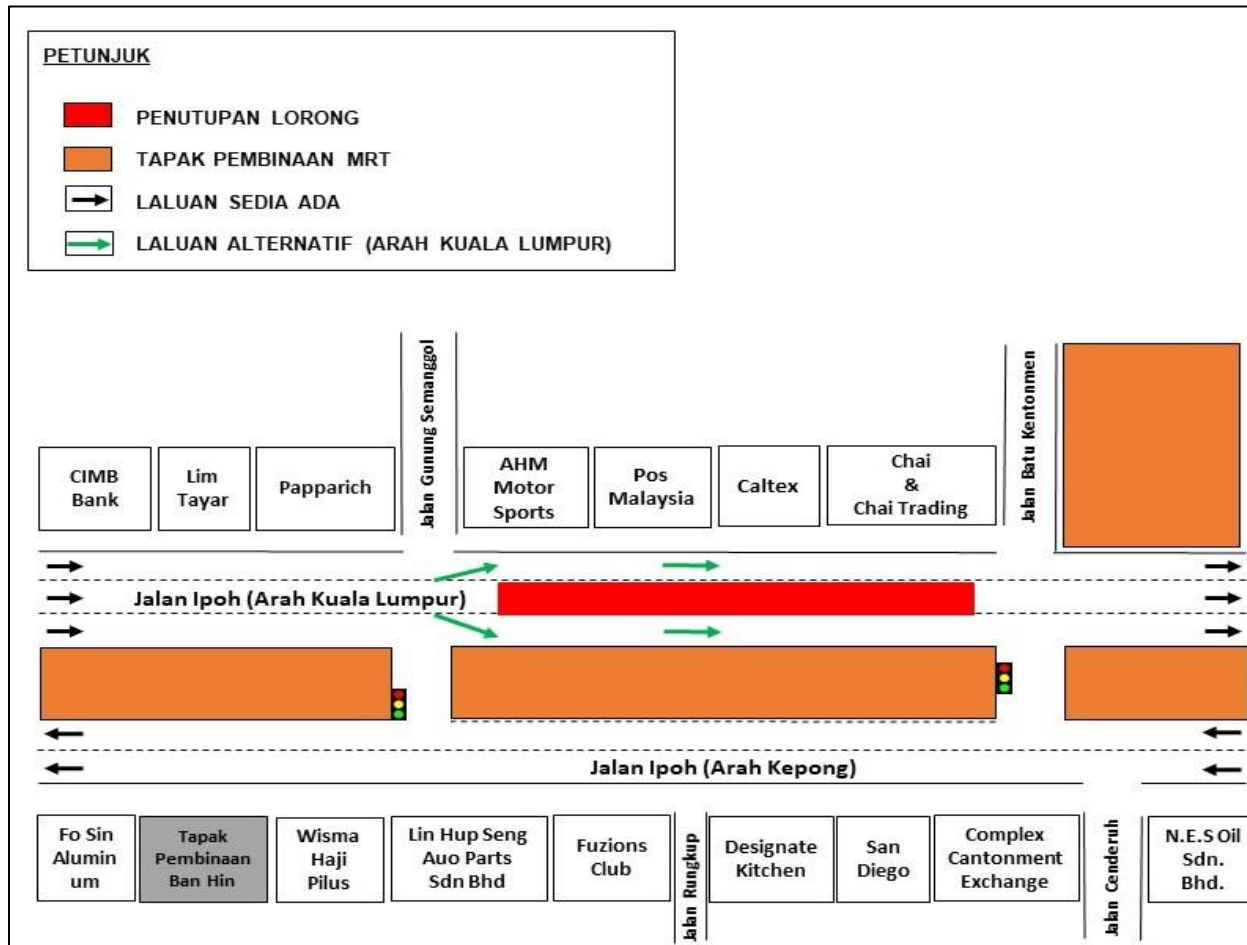 PETUNJUK
PENUTUPAN LORONG
TAPAK PEMBINAAN MRT
LALUAN SEDIA ADA
LALUAN ALTERNATIF (ARAH KUALA LUMPUR)
Jalan Gunung Semanggol
Jalan Batu Kentonmen
CIMB
Bank
Lim
Tayar
Papparich
AHM
Motor
Sports
Pos
Malaysia
Caltex
Chai
&
Chai Trading
Jalan Ipoh (Arah Kuala Lumpur)
Jalan Ipoh (Arah Kepong)
Fo Sin
Alumin
um
Tapak
Pembinaan
Ban Hin
Wisma
Haji
Pilus
Lin Hup Seng
Auo Parts
Sdn Bhd
Fuzions
Club
Jalan Rungkup
Designate
Kitchen
San
Diego
Complex
Cantonment
Exchange
Jalan Cenderuh
N.E.S Oil
Sdn.
Bhd.